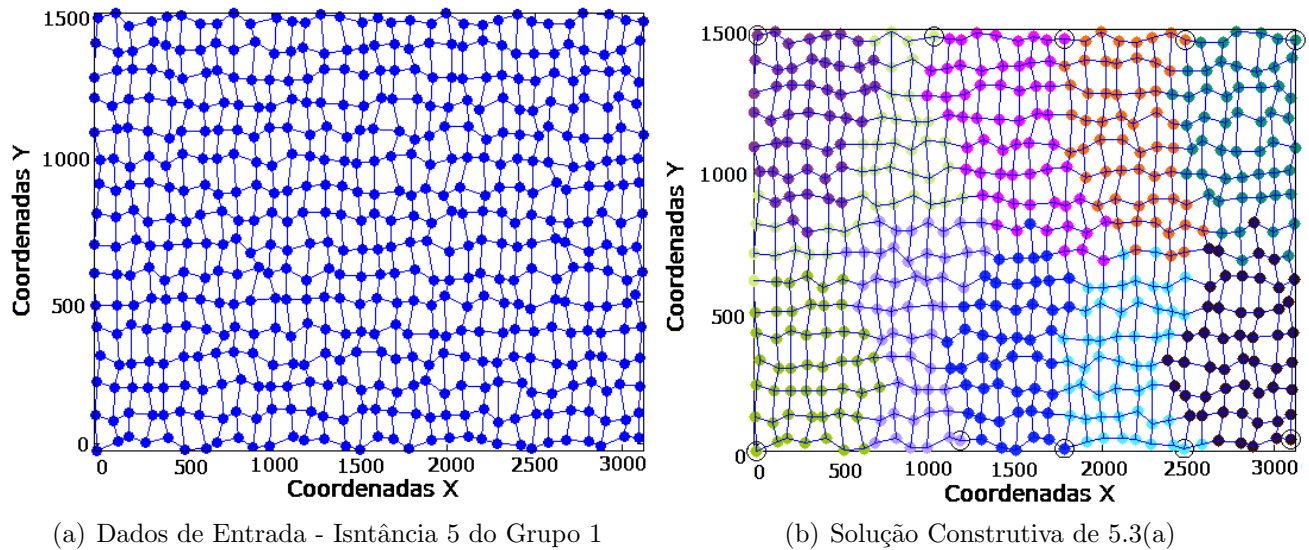 1500
1000
500
0
Coordenadas Y
0 500 1000 1500 2000 2500 3000
Coordenadas X
(a) Dados de Entrada - Isntância 5 do Grupo 1
1500
1000
500
0
Coordenadas Y
0 500 1000 1500 2000 2500 3000
Coordenadas X
(b) Solução Construtiva de 5.3(a)